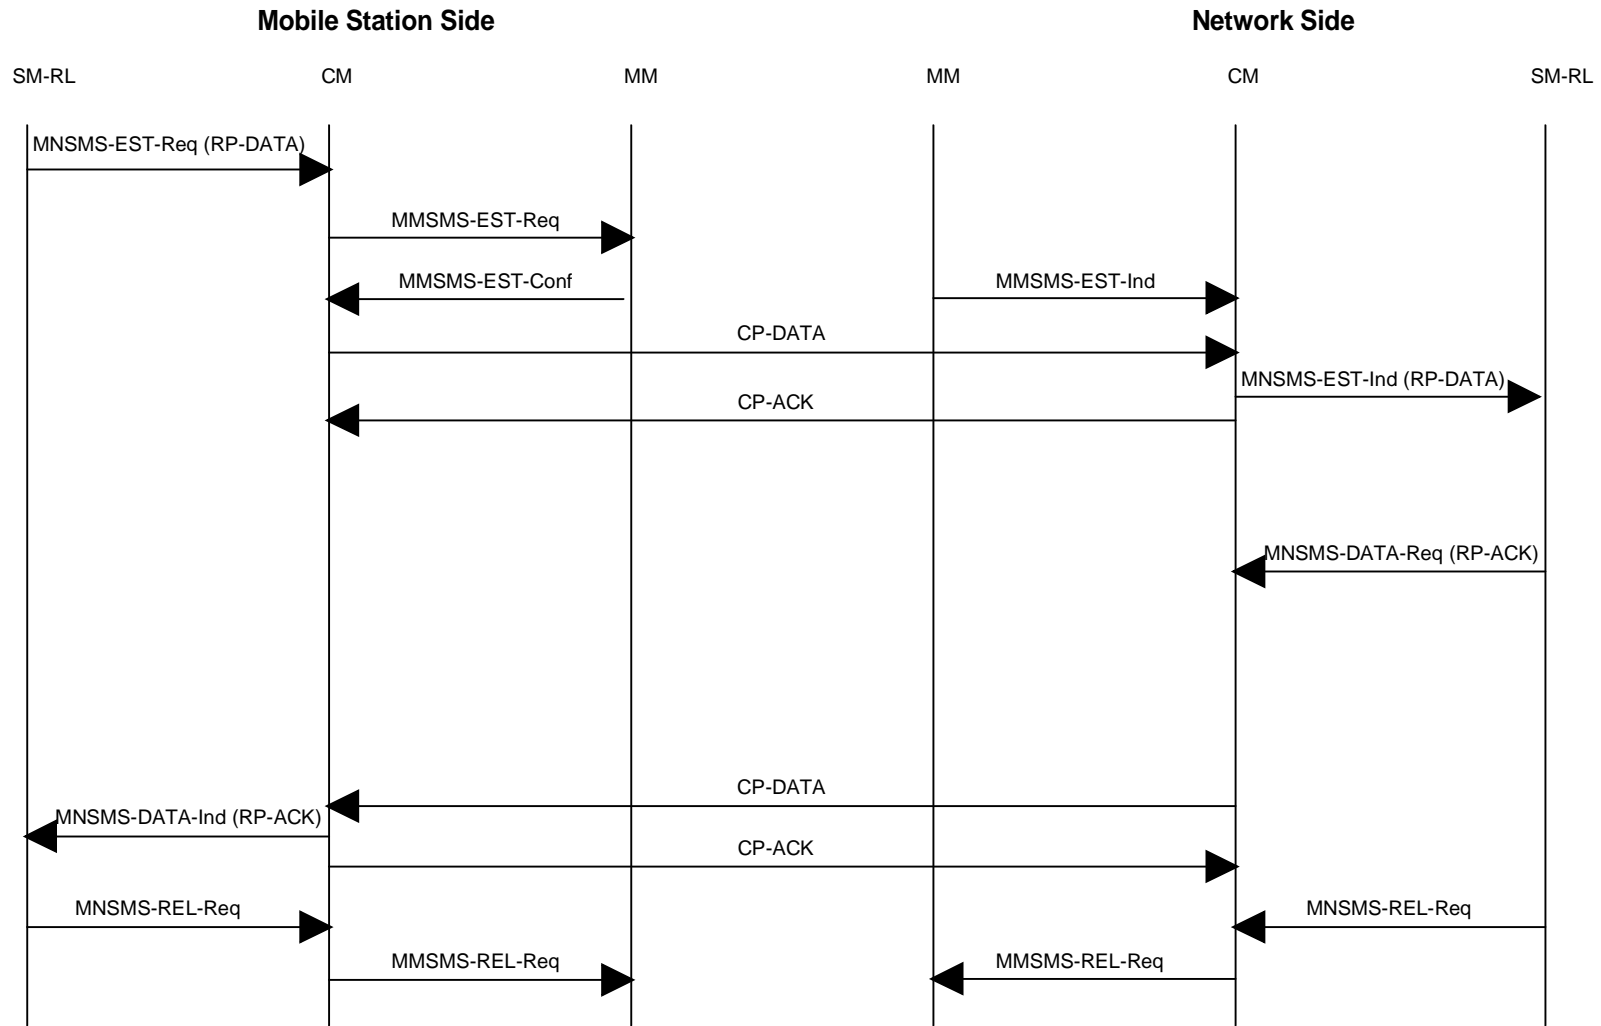 Mobile Station Side
Network Side
SM-RL
CM
MM
MM
CM
SM-RL
MNSMS-EST-Req (RP-DATA)
MMSMS-EST-Req
MMSMS-EST-Conf
MMSMS-EST-Ind
CP-DATA
MNSMS-EST-Ind (RP-DATA)
CP-ACK
MNSMS-DATA-Req (RP-ACK)
CP-DATA
MNSMS-DATA-Ind (RP-ACK)
CP-ACK
MNSMS-REL-Req
MNSMS-REL-Req
MMSMS-REL-Req
MMSMS-REL-Req